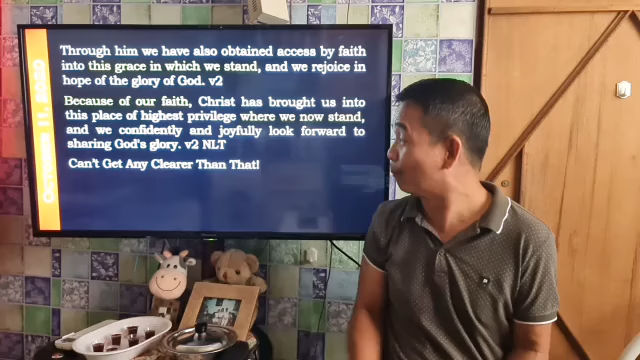 Through him we have also obtained access by faith
into this grace in which we stand, and we rejoice in
hope of the glory of God. v2
Because of our faith, Christ has brought us into
this place of highest privilege where we now stand,
and we confidently and joyfully look forward to
sharing God's glory. v2 NLT
Can't Get Any Clearer Than That!
October 11, 2020